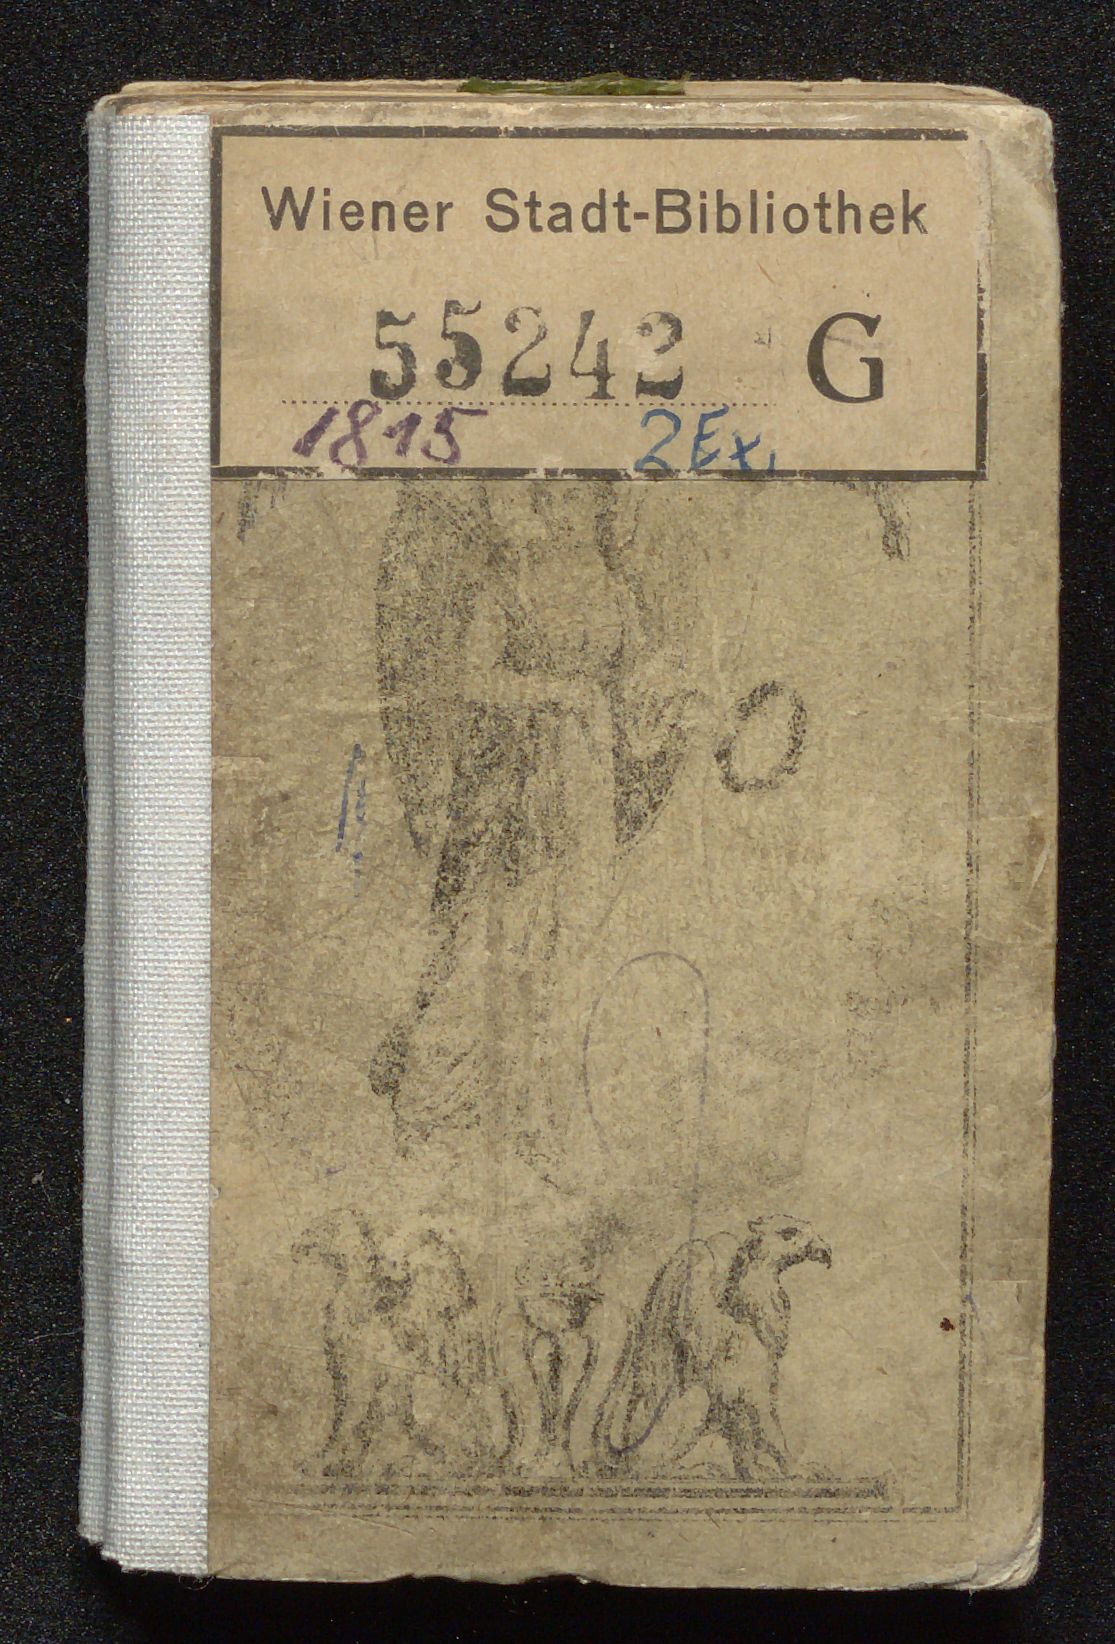 Wiener Stadt-Bibliothek
55242 G
1815 2Ex.